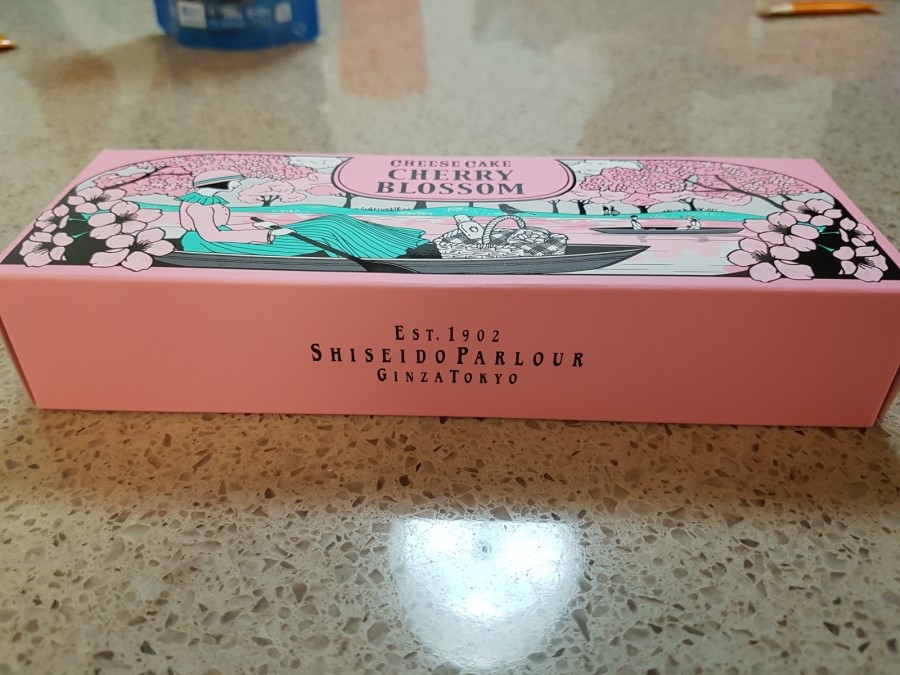 CHEESE CAKE
CHERRY
BLOSSOM
EST. 1902
SHISEIDO PARLOUR
GINZA TOKYO